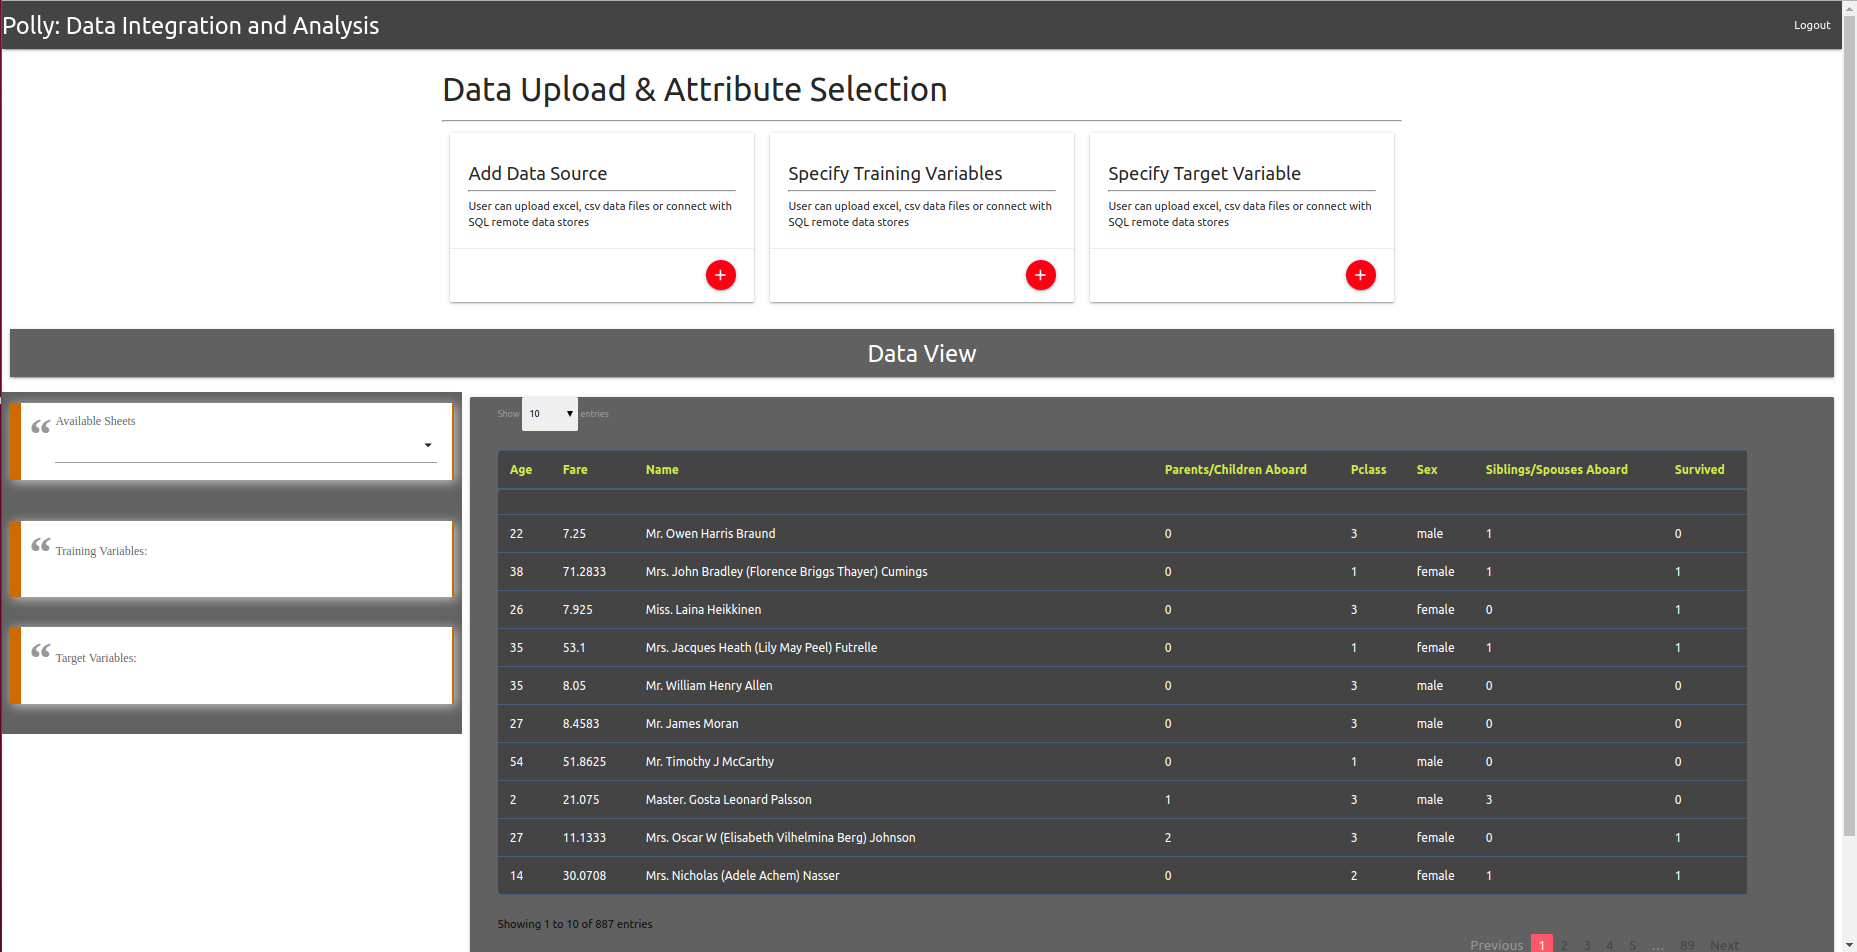 Polly: Data Integration and Analysis
Logout
Data Upload & Attribute Selection
Add Data Source
User can upload excel, csv data files or connect with
SQL remote data stores
Specify Training Variables
User can upload excel, csv data files or connect with
SQL remote data stores
Specify Target Variable
User can upload excel, csv data files or connect with
SQL remote data stores
Data View
“ Available Sheets
“ Training Variables:
“ Target Variables:
Show 10 entries
Age Fare Name Parents/Children Aboard Pclass Sex Siblings/Spouses Aboard Survived
22 7.25 Mr. Owen Harris Braund 0 3 male 1 0
38 71.2833 Mrs. John Bradley (Florence Briggs Thayer) Cumings 0 1 female 1 1
26 7.925 Miss. Laina Heikkinen 0 3 female 0 1
35 53.1 Mrs. Jacques Heath (Lily May Peel) Futrelle 0 1 female 1 1
35 8.05 Mr. William Henry Allen 0 3 male 0 0
27 8.4583 Mr. James Moran 0 3 male 0 0
54 51.8625 Mr. Timothy J McCarthy 0 1 male 0 0
2 21.075 Master. Gosta Leonard Palsson 1 3 male 3 0
27 11.1333 Mrs. Oscar W (Elisabeth Vilhelmina Berg) Johnson 2 3 female 0 1
14 30.0708 Mrs. Nicholas (Adele Achem) Nasser 0 2 female 1 1
Showing 1 to 10 of 887 entries
Previous 1 2 3 4 5 … 89 Next